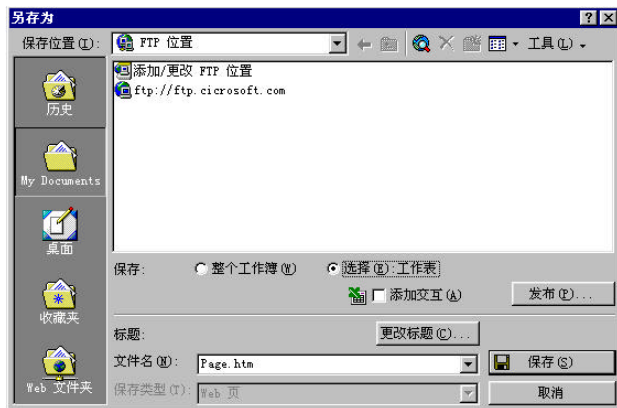 另存为
保存位置(I):
FTP 位置
工具(L)
添加/更改 FTP 位置
ftp://ftp.cicrosoft.com
历史
My Documents
桌面
收藏夹
Web 文件夹
保存:
整个工作簿(W)
选择(E):工作表
添加交互(A)
发布(P)...
标题:
更改标题(C)...
文件名(N):
Page.htm
保存(S)
保存类型(T):
Web 页
取消